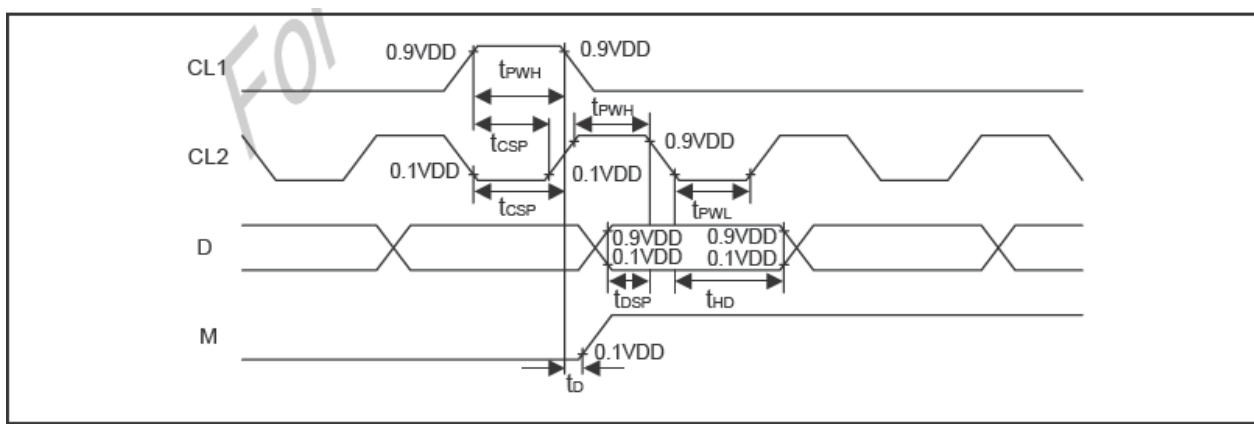 For
CL1
0.9VDD
0.9VDD
tPWH
tPWH
tCSP
CL2
0.9VDD
0.1VDD
0.1VDD
tCSP
tPWL
D
0.9VDD
0.9VDD
0.1VDD
0.1VDD
tDSP
tHD
M
0.1VDD
tD